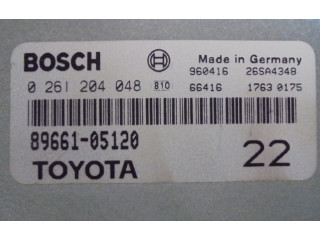 BOSCH Made in Germany
960416 26SA4348
0 261 204 048 810 66416 1763 0175
89661-05120
TOYOTA 22